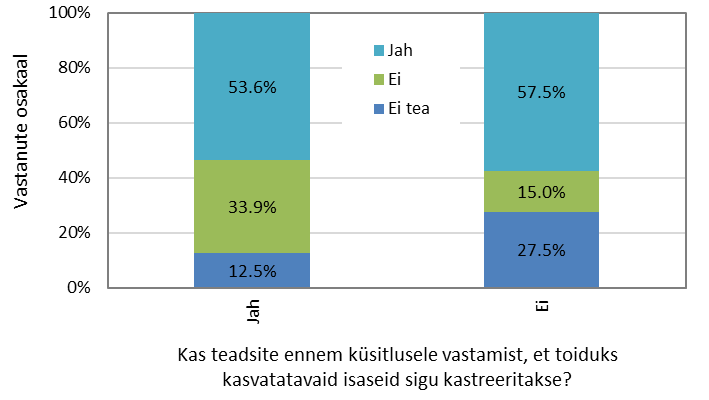 100%
80%
60%
40%
20%
0%
Vastanute osakaal
53.6%
33.9%
12.5%
Jah
Ei
Ei tea
57.5%
15.0%
27.5%
Jah
Ei
Kas teadsite ennem küsitlusele vastamist, et toiduks
kasvatatavaid isaseid sigu kastreeritakse?